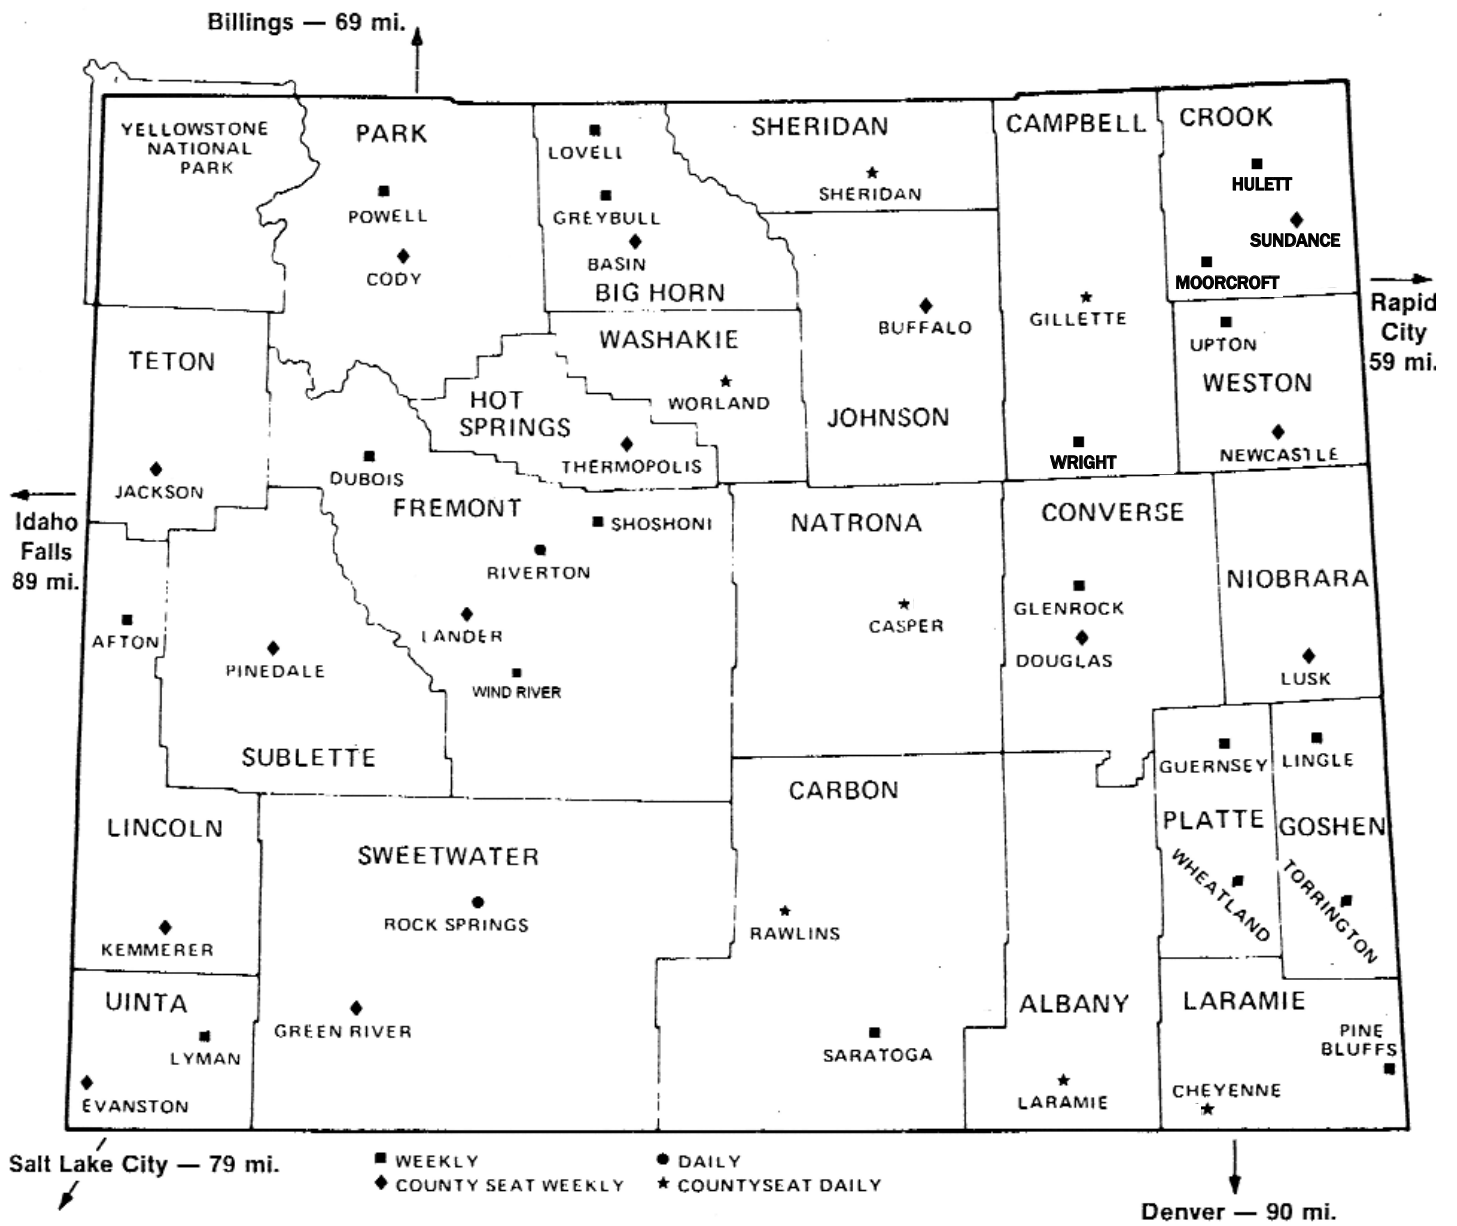 Billings — 69 mi.
YELLOWSTONE
NATIONAL
PARK
PARK
POWELL
CODY
LOVELL
GREYBULL
BASIN
BIG HORN
SHERIDAN
SHERIDAN
CAMPBELL
GILLETTE
WRIGHT
CROOK
HULETT
SUNDANCE
MOORCROFT
Rapid
City
59 mi.
TETON
JACKSON
HOT
SPRINGS
THERMOPOLIS
WASHAKIE
WORLAND
BUFFALO
JOHNSON
UPTON
WESTON
NEWCASTLE
Idaho
Falls
89 mi.
DUBOIS
FREMONT
SHOSHONI
RIVERTON
LANDER
WIND RIVER
NATRONA
CASPER
CONVERSE
GLENROCK
DOUGLAS
NIOBRARA
LUSK
AFTON
PINEDALE
SUBLETTE
LINCOLN
KEMMERER
SWEETWATER
ROCK SPRINGS
GREEN RIVER
CARBON
RAWLINS
SARATOGA
GUERNSEY
PLATTE
WHEATLAND
LINGLE
GOSHEN
TORRINGTON
UINTA
LYMAN
EVANSTON
ALBANY
LARAMIE
LARAMIE
PINE
BLUFFS
CHEYENNE
Salt Lake City — 79 mi.
WEEKLY
DAILY
COUNTY SEAT WEEKLY
COUNTYSEAT DAILY
Denver — 90 mi.